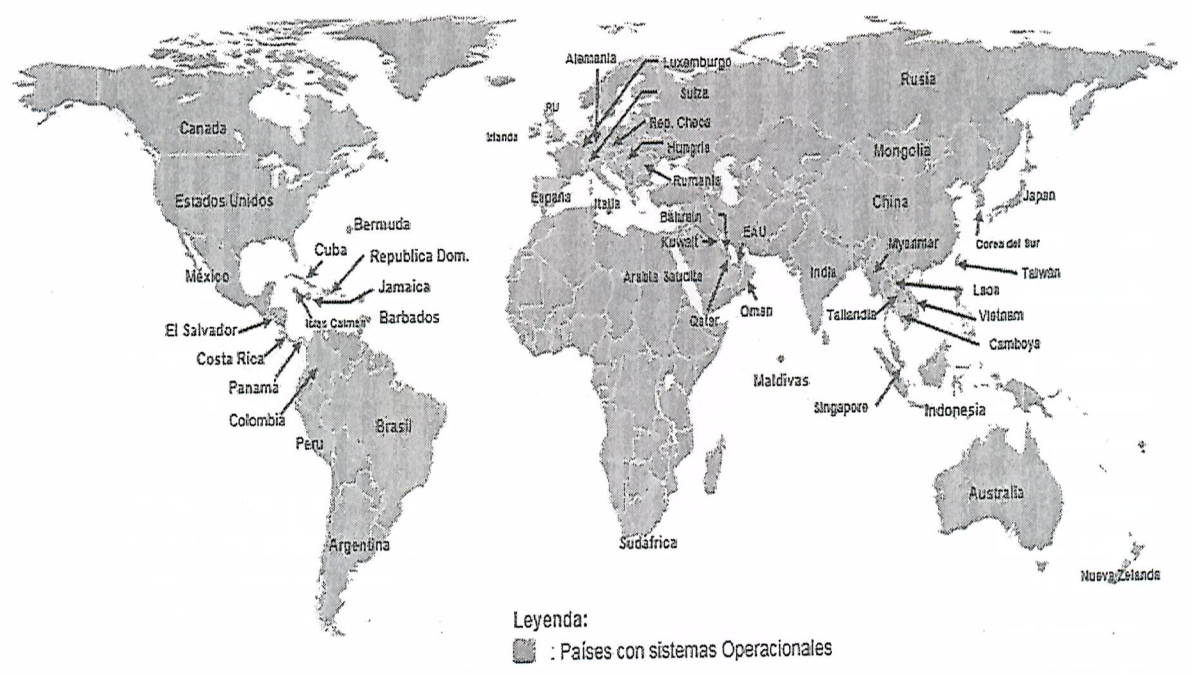 Alemania
Luxemburgo
Rusia
Suiza
RU
Canada
Rep. Checa
Irlanda
Hungria
Mongolia
Rumania
Estados Unidos
España
Italia
Japan
China
Bermuda
Bahrain
EAU
Kuwait
Myanmar
Corea del Sur
Cuba
Republica Dom.
México
Arabia Saudita
India
Taiwan
Jamaica
Laos
Oman
Qatar
Tailandia
Vietnam
Islas Caiman
Barbados
El Salvador
Camboya
Costa Rica
Panamá
Maldivas
Singapore
Indonesia
Colombia
Brasil
Peru
Australia
Argentina
Sudáfrica
Nueva Zelanda
Leyenda:
: Países con sistemas Operacionales